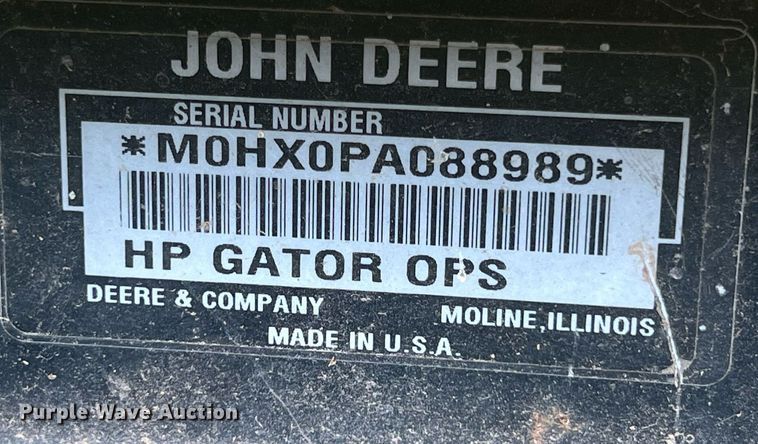 JOHN DEERE
SERIAL NUMBER
*M0HX0PA088989*
HP GATOR OPS
DEERE & COMPANY MOLINE, ILLINOIS
MADE IN U.S.A.
Purple Wave Auction